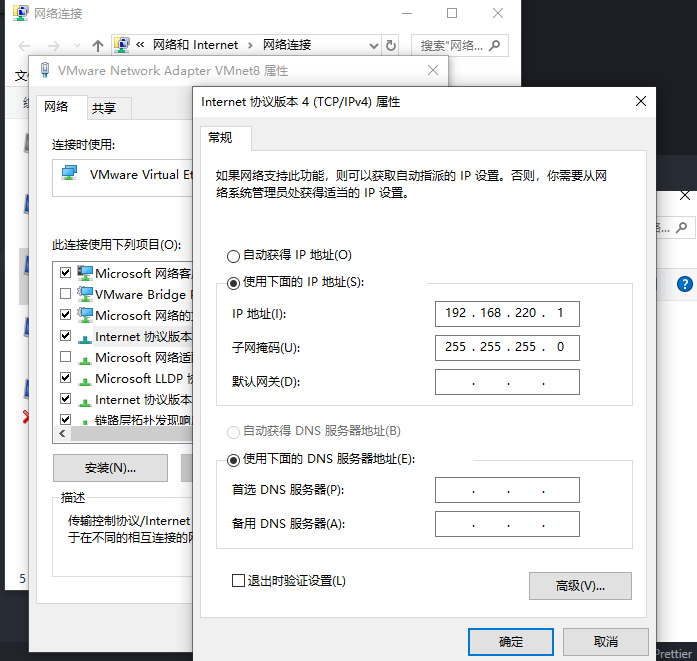 网络连接
« 网络和 Internet › 网络连接
搜索"网络...
VMware Network Adapter VMnet8 属性
网络
共享
连接时使用:
VMware Virtual Et
此连接使用下列项目(O):
Microsoft 网络客
VMware Bridge
Microsoft 网络的
Internet 协议版本
Microsoft 网络适
Microsoft LLDP
Internet 协议版本
链路层拓扑发现响
安装(N)...
描述
传输控制协议/Internet
于在不同的相互连接的
5
Internet 协议版本 4 (TCP/IPv4) 属性
常规
如果网络支持此功能，则可以获取自动指派的 IP 设置。否则，你需要从网
络系统管理员处获得适当的 IP 设置。
自动获得 IP 地址(O)
使用下面的 IP 地址(S):
IP 地址(I):
192 . 168 . 220 . 1
子网掩码(U):
255 . 255 . 255 . 0
默认网关(D):
. . .
自动获得 DNS 服务器地址(B)
使用下面的 DNS 服务器地址(E):
首选 DNS 服务器(P):
. . .
备用 DNS 服务器(A):
. . .
退出时验证设置(L)
高级(V)...
确定
取消
?
Prettier